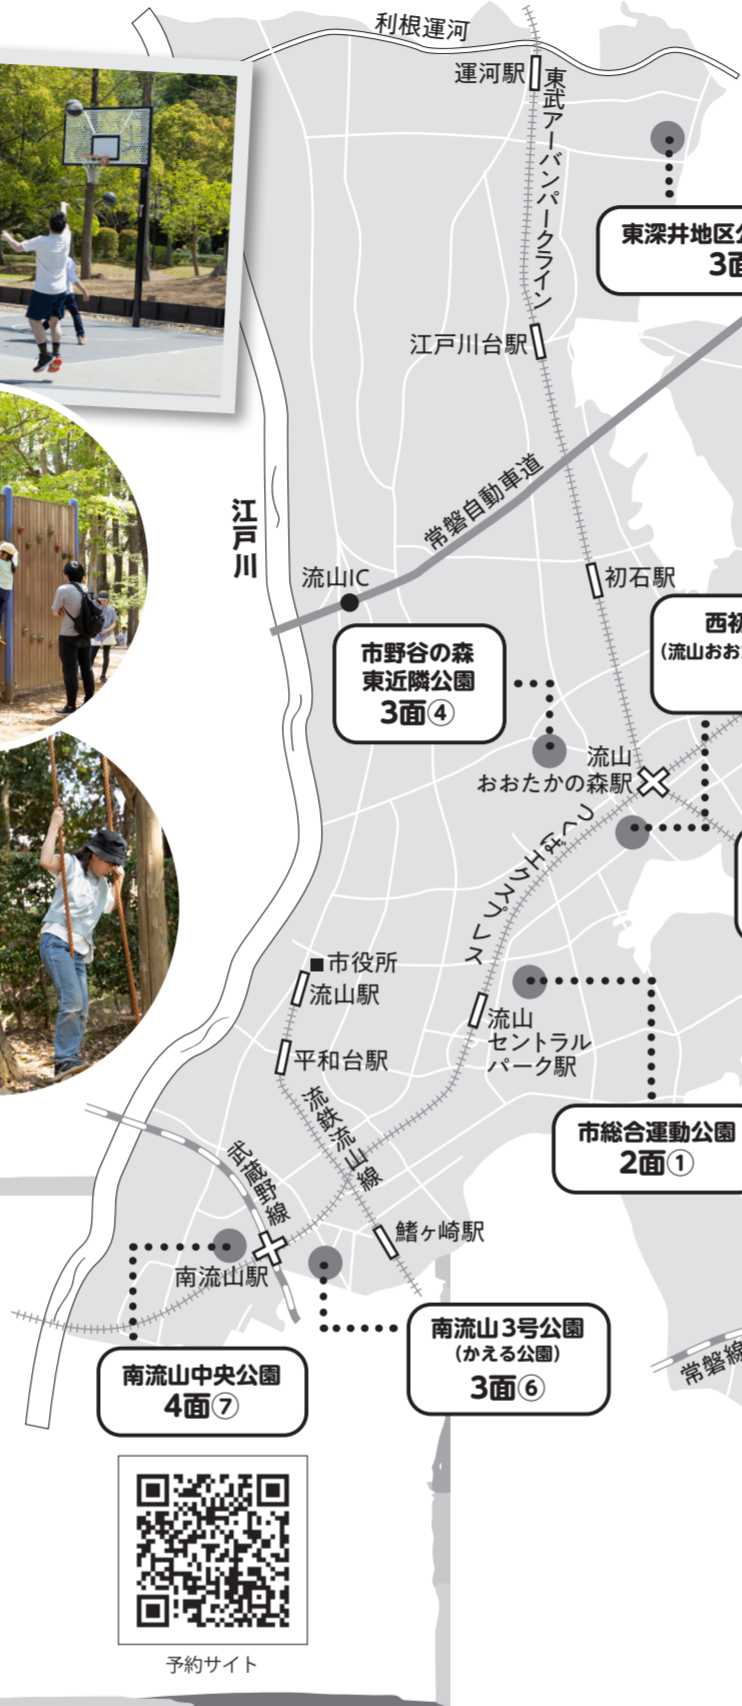 利根運河
運河駅
東武アーバンパークライン
東深井地区公
3面
江戸川台駅
常磐自動車道
江戸川
流山IC
初石駅
市野谷の森
東近隣公園
3面④
西初
(流山おおた
流山
おおたかの森駅
つくばエクスプレス
■市役所
流山駅
流山
セントラル
パーク駅
平和台駅
流鉄流山線
市総合運動公園
2面①
武蔵野線
鰭ヶ崎駅
南流山駅
南流山3号公園
(かえる公園)
3面⑥
常磐線
南流山中央公園
4面⑦
予約サイト